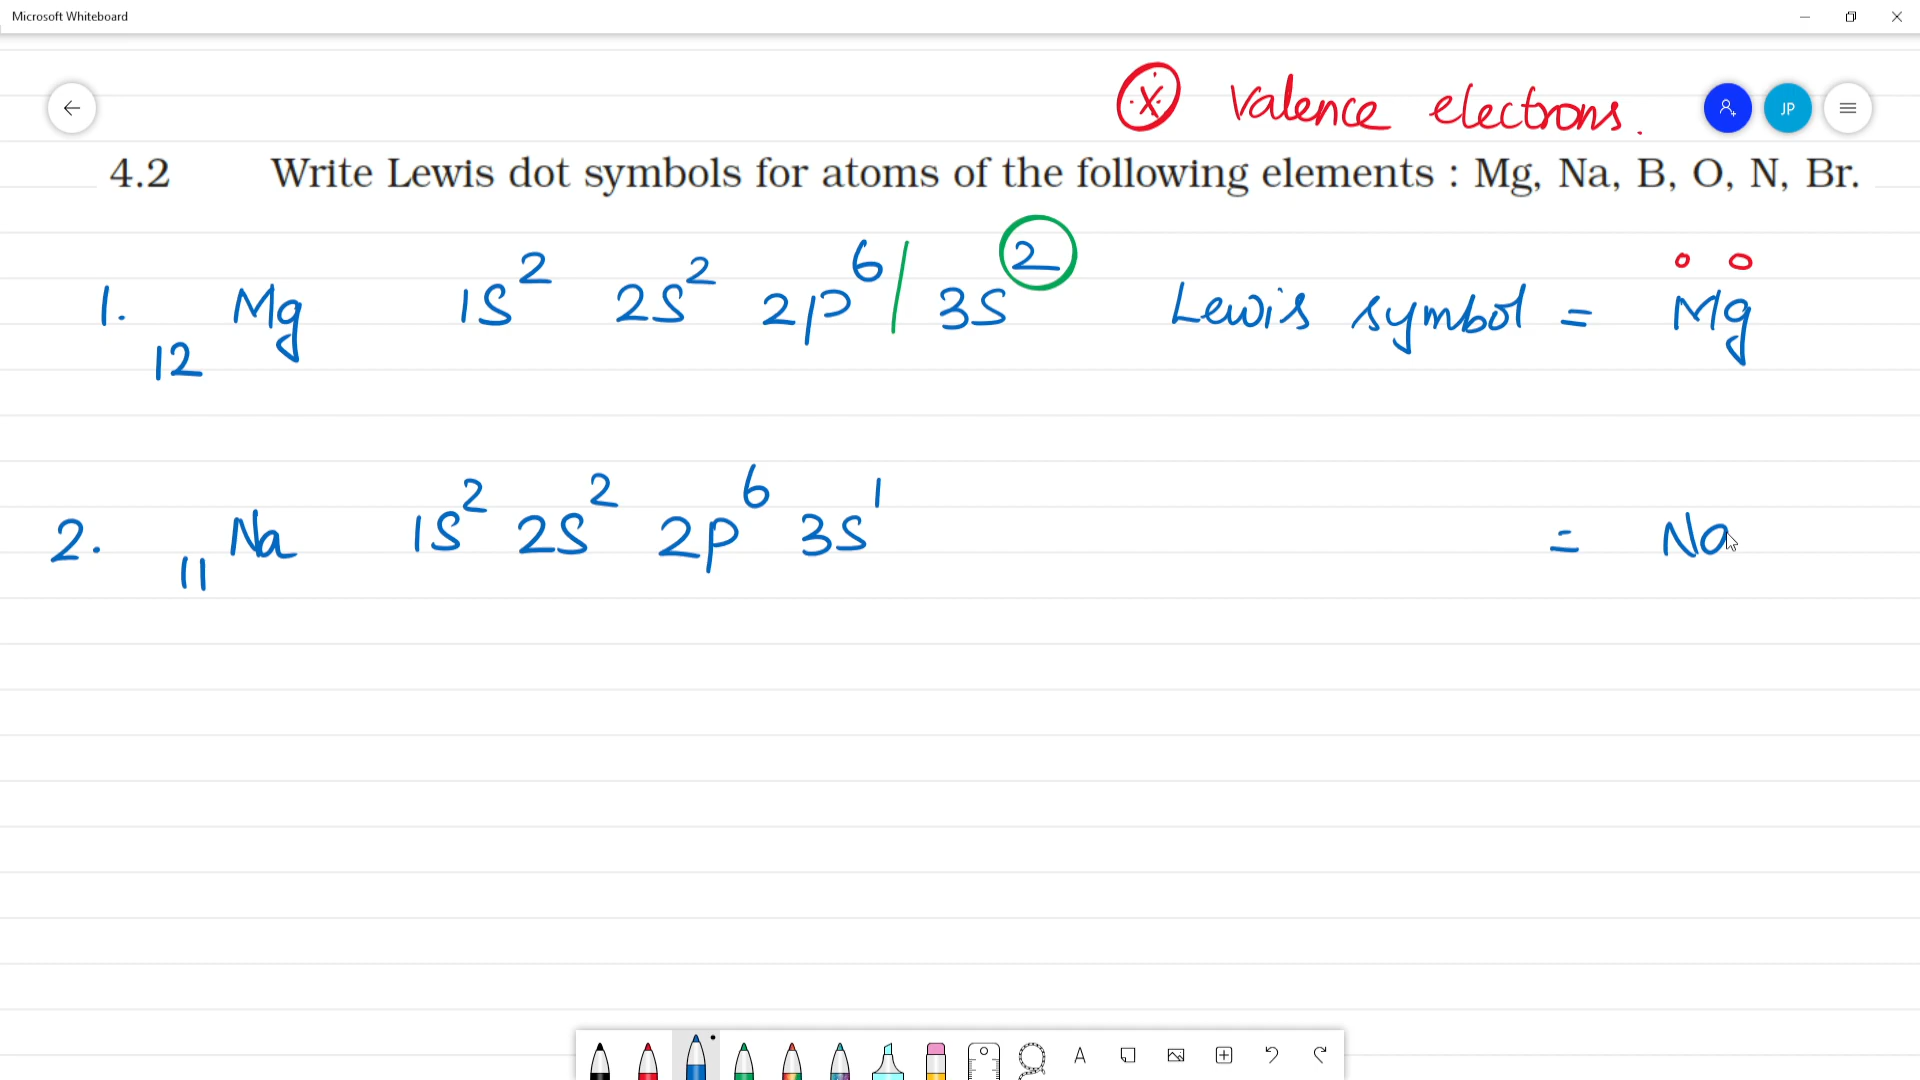 Microsoft Whiteboard
X Valence electrons.
JP
4.2 Write Lewis dot symbols for atoms of the following elements : Mg, Na, B, O, N, Br.
1. 12Mg 1S² 2S² 2p⁶ / 3S² Lewis symbol = Mg
2. 11Na 1S² 2S² 2p⁶ 3S¹ = Na
A